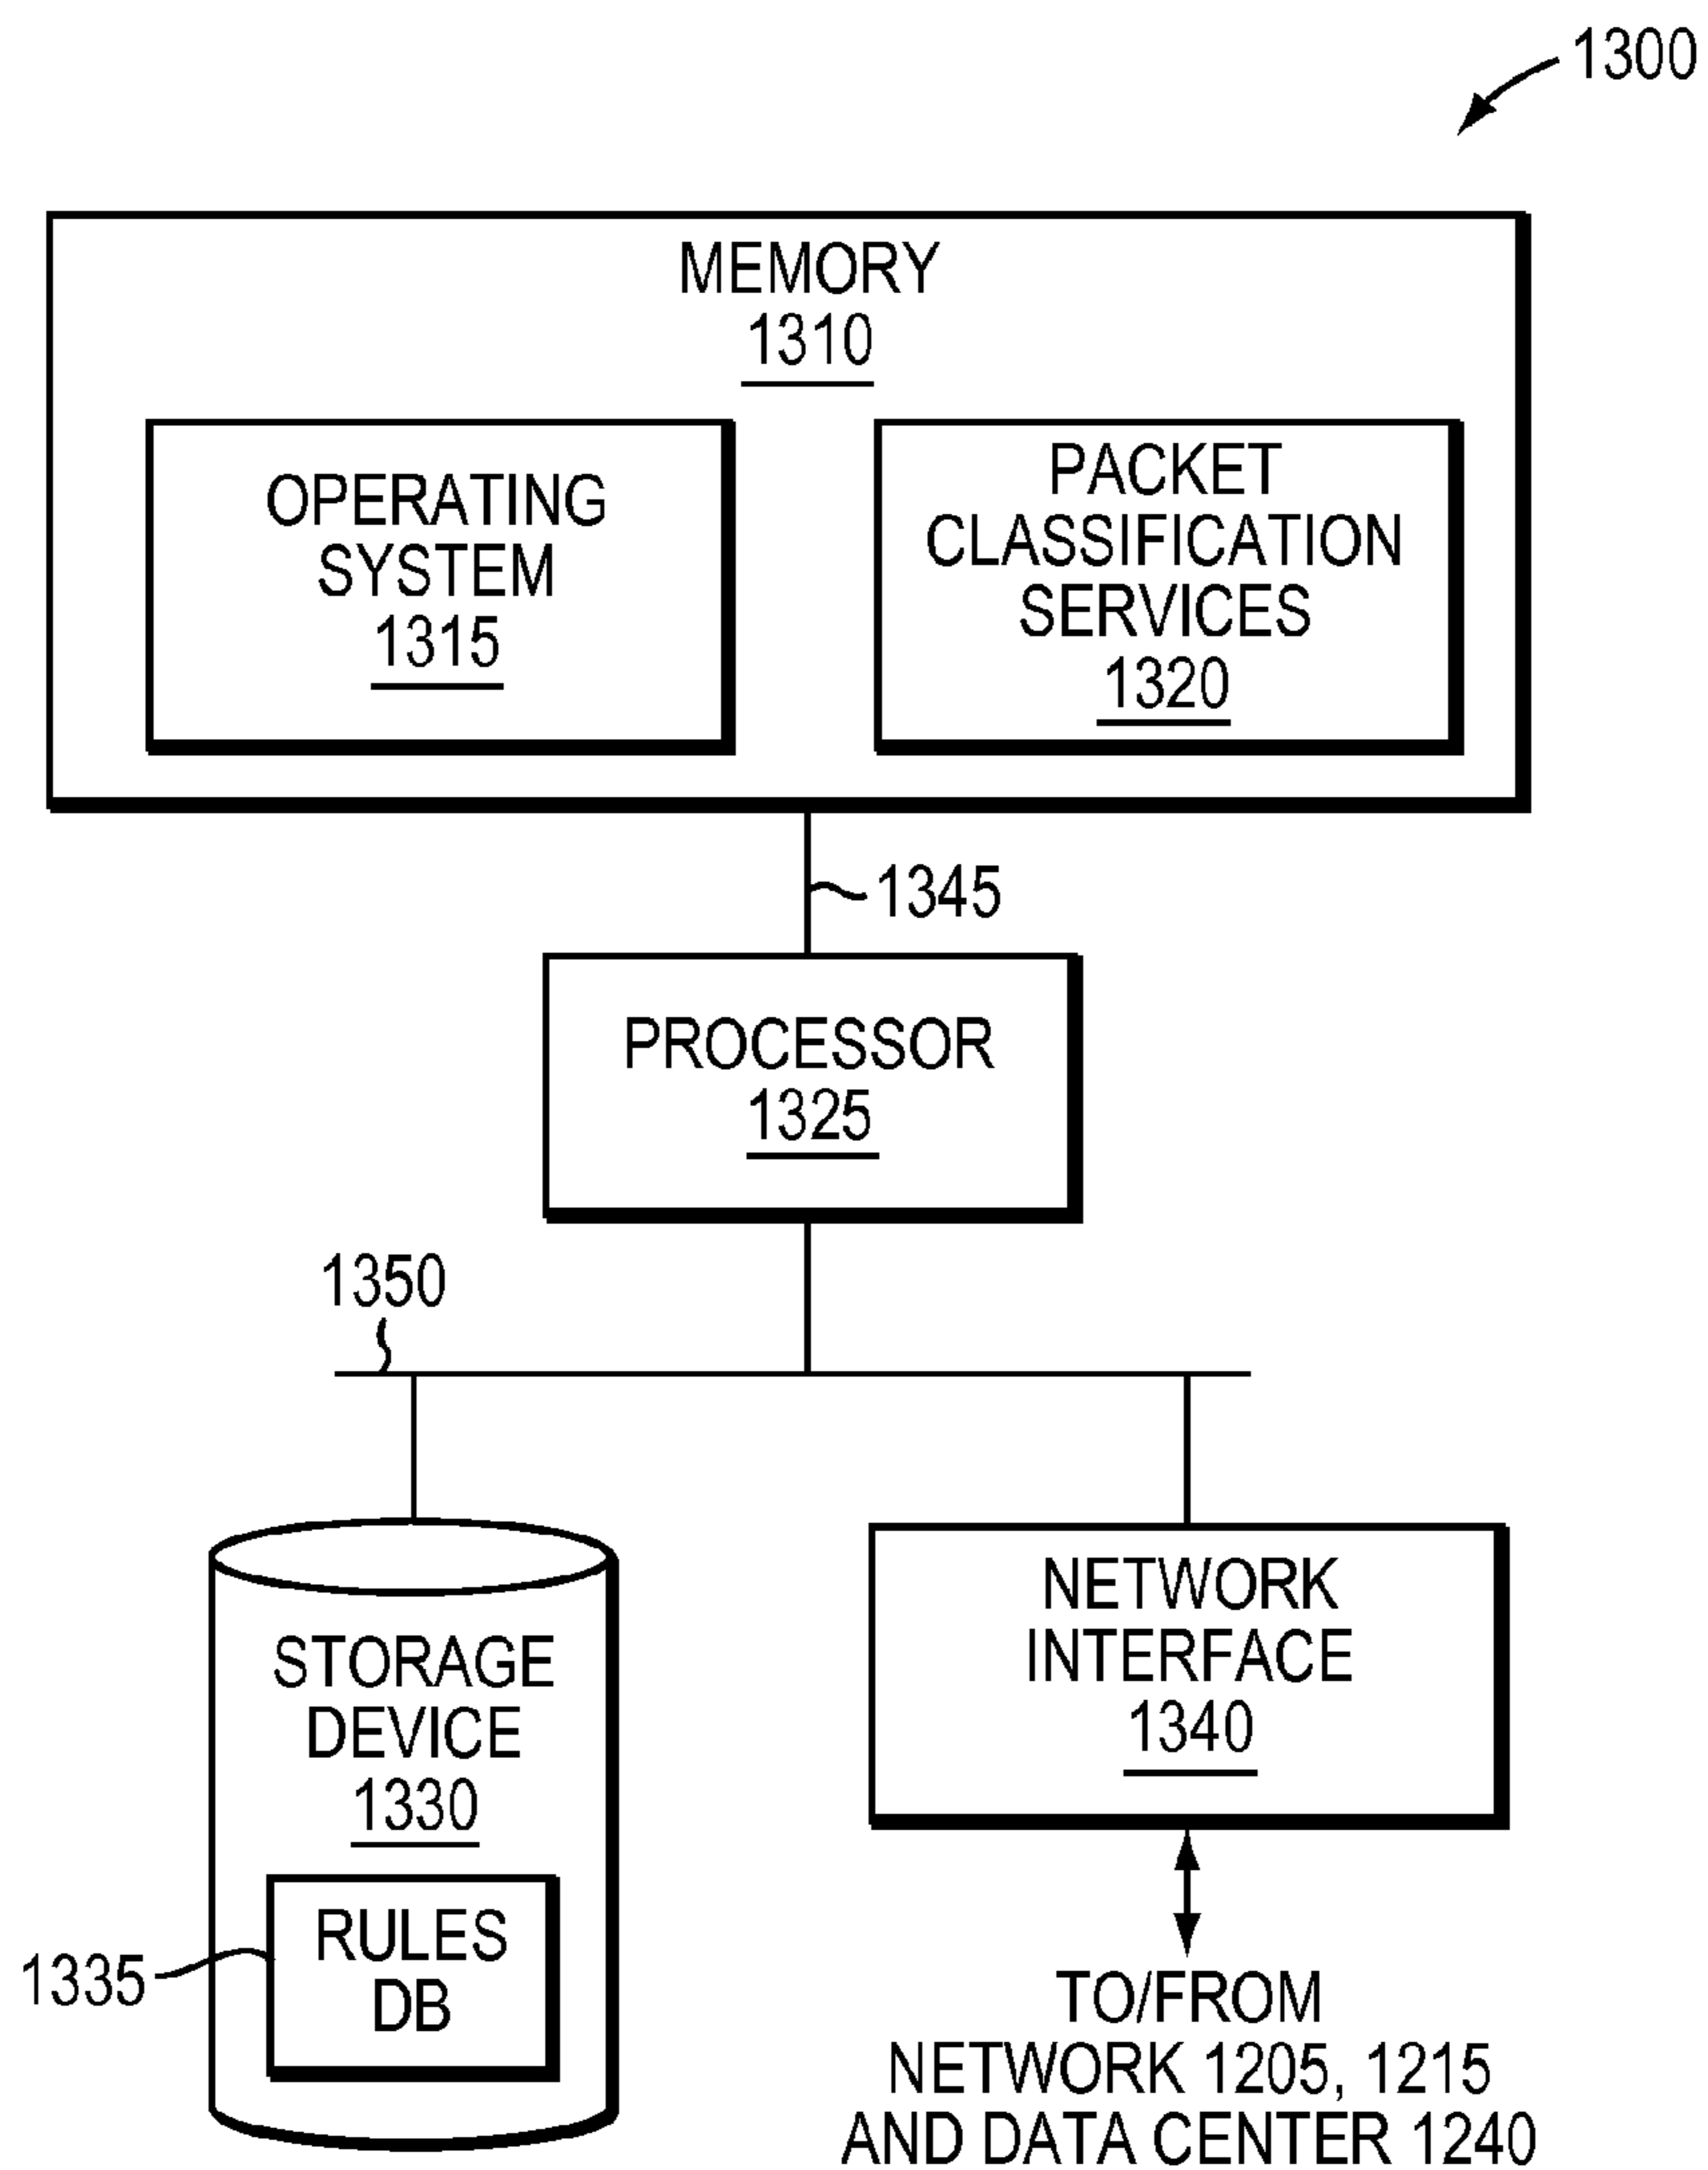 1300
MEMORY
1310
OPERATING
SYSTEM
1315
PACKET
CLASSIFICATION
SERVICES
1320
1345
PROCESSOR
1325
1350
STORAGE
DEVICE
1330
RULES
DB
1335
NETWORK
INTERFACE
1340
TO/FROM
NETWORK 1205, 1215
AND DATA CENTER 1240